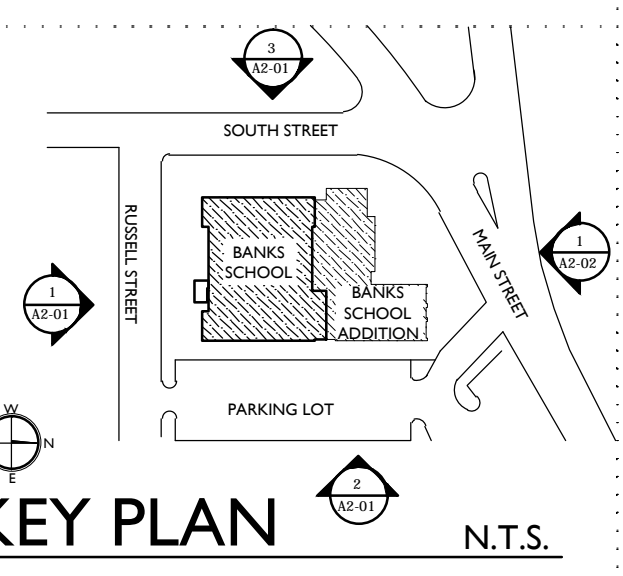 3
A2-01
SOUTH STREET
RUSSELL STREET
BANKS
SCHOOL
MAIN STREET
1
A2-02
1
A2-01
BANKS
SCHOOL
ADDITION
PARKING LOT
W
N
E
2
A2-01
KEY PLAN
N.T.S.